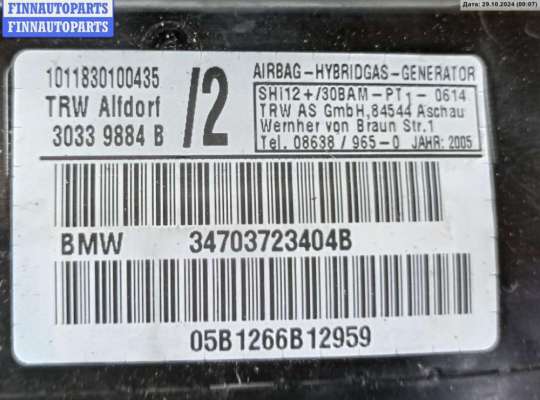 FINNAUTOPARTS
FINNAUTOPARTS
Дата: 29.10.2024 (00:07)
1011830100435
TRW Alfdorf
3033 9884 B
/2
AIRBAG-HYBRIDGAS-GENERATOR
SHI12+/30BAM-PT1-0614
TRW AS GmbH,84544 Aschau
Wernher von Braun Str.1
Tel. 08638/965-0 JAHR: 2005
BMW 34703723404B
05B1266B12959